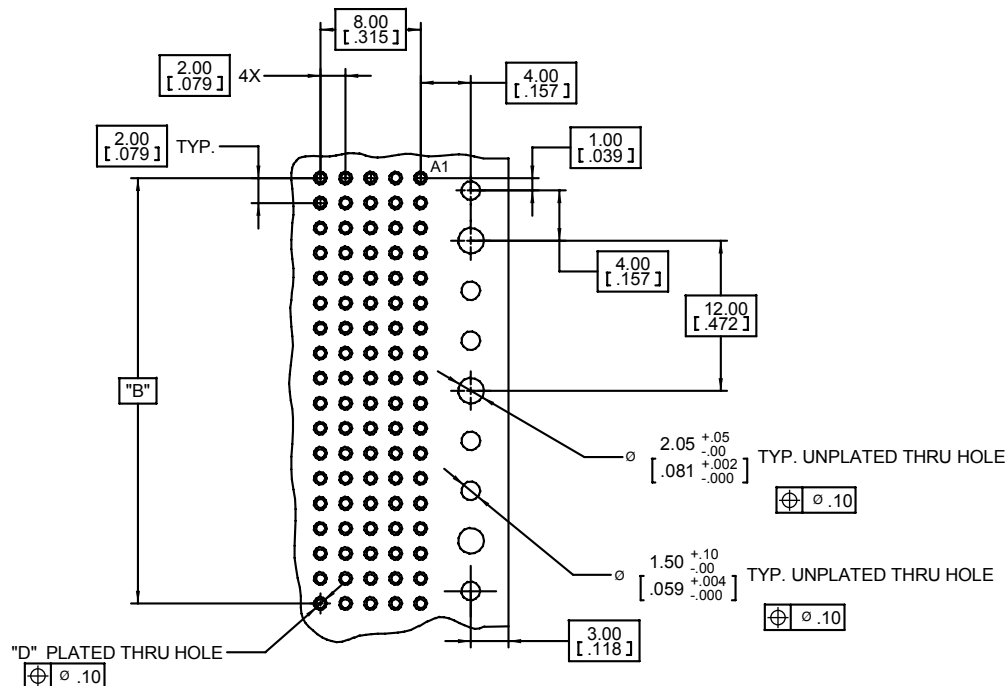 8.00
[.315]
2.00
[.079] 4X
4.00
[.157]
2.00
[.079] TYP.
1.00
[.039]
A1
4.00
[.157]
12.00
[.472]
"B"
Ø 2.05 +.05 -.00
[.081 +.002 -.000] TYP. UNPLATED THRU HOLE
⌖ Ø .10
Ø 1.50 +.10 -.00
[.059 +.004 -.000] TYP. UNPLATED THRU HOLE
⌖ Ø .10
3.00
[.118]
"D" PLATED THRU HOLE
⌖ Ø .10